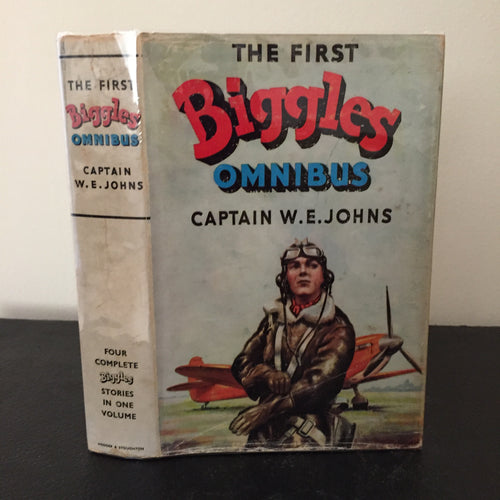 THE FIRST
Biggles
OMNIBUS
CAPTAIN
W.E.JOHNS
FOUR
COMPLETE
Biggles
STORIES
IN ONE
VOLUME
HODDER & STOUGHTON
THE FIRST
Biggles
OMNIBUS
CAPTAIN W.E.JOHNS